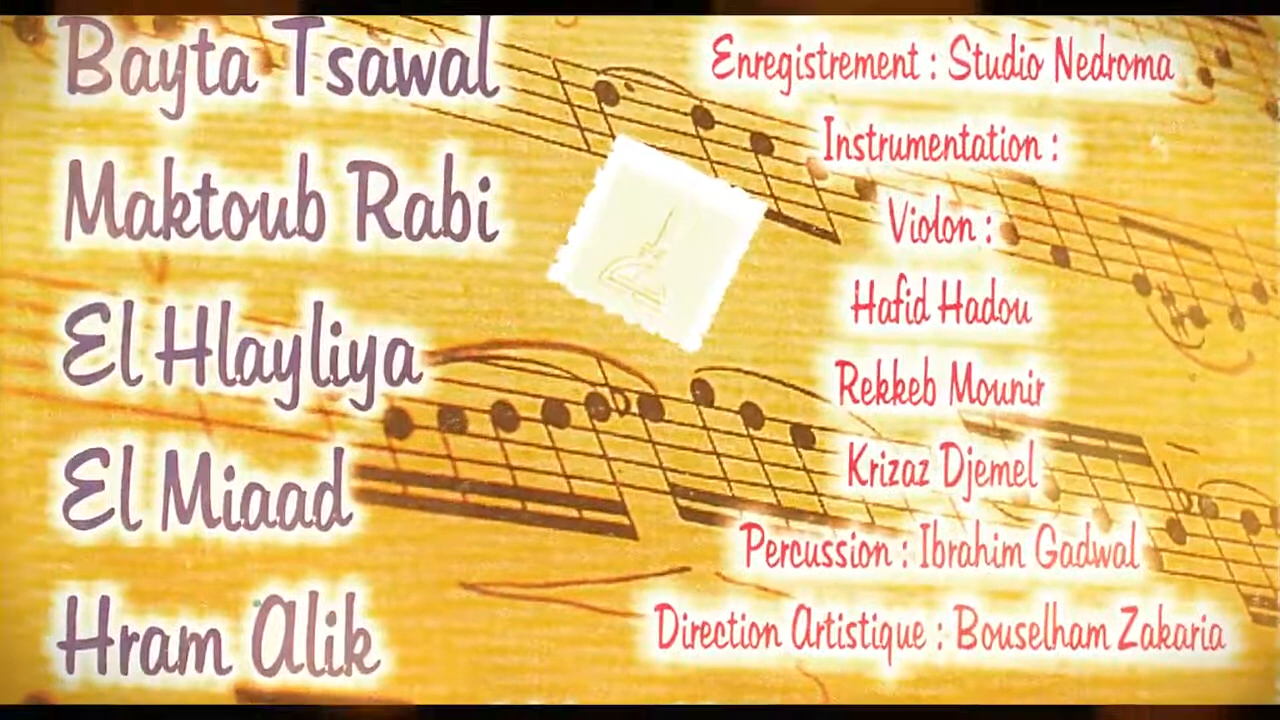 Bayta Tsawal
Maktoub Rabi
El Hlayliya
El Miaad
Hram Alik
Enregistrement : Studio Nedroma
Instrumentation :
Violon :
Hafid Hadou
Rekkeb Mounir
Krizaz Djemel
Percussion : Ibrahim Gadwal
Direction Artistique : Bouselham Zakaria